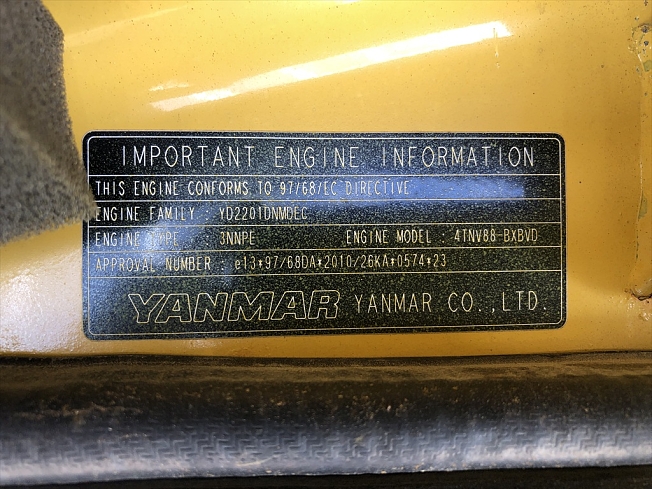 IMPORTANT ENGINE INFORMATION
THIS ENGINE CONFORMS TO 97/68/EC DIRECTIVE
ENGINE FAMILY : YD2201DNMDEC
ENGINE TYPE : 3NNPE ENGINE MODEL : 4TNV88-BXBVD
APPROVAL NUMBER : e13*97/68DA*2010/26KA*0574*23
YANMAR YANMAR CO.,LTD.